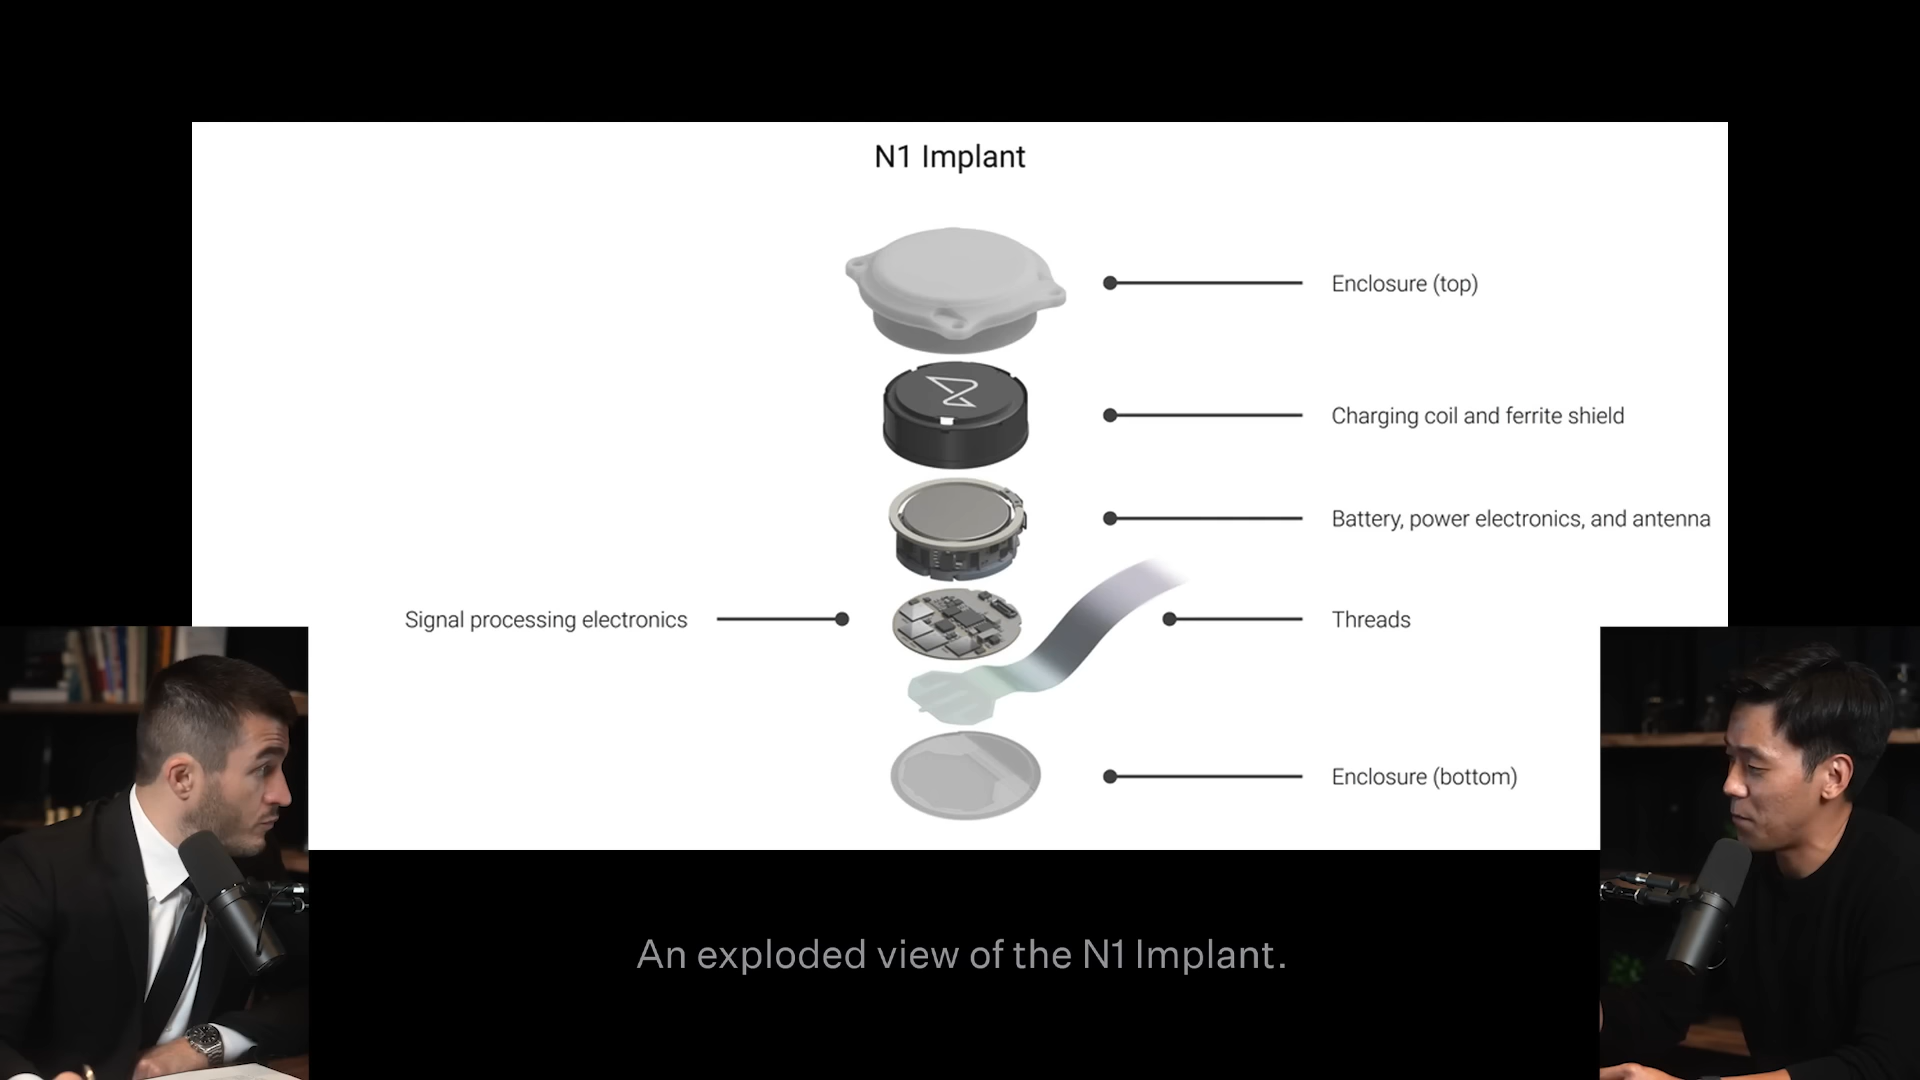 N1 Implant
Enclosure (top)
Charging coil and ferrite shield
Battery, power electronics, and antenna
Signal processing electronics
Threads
Enclosure (bottom)
An exploded view of the N1 Implant.